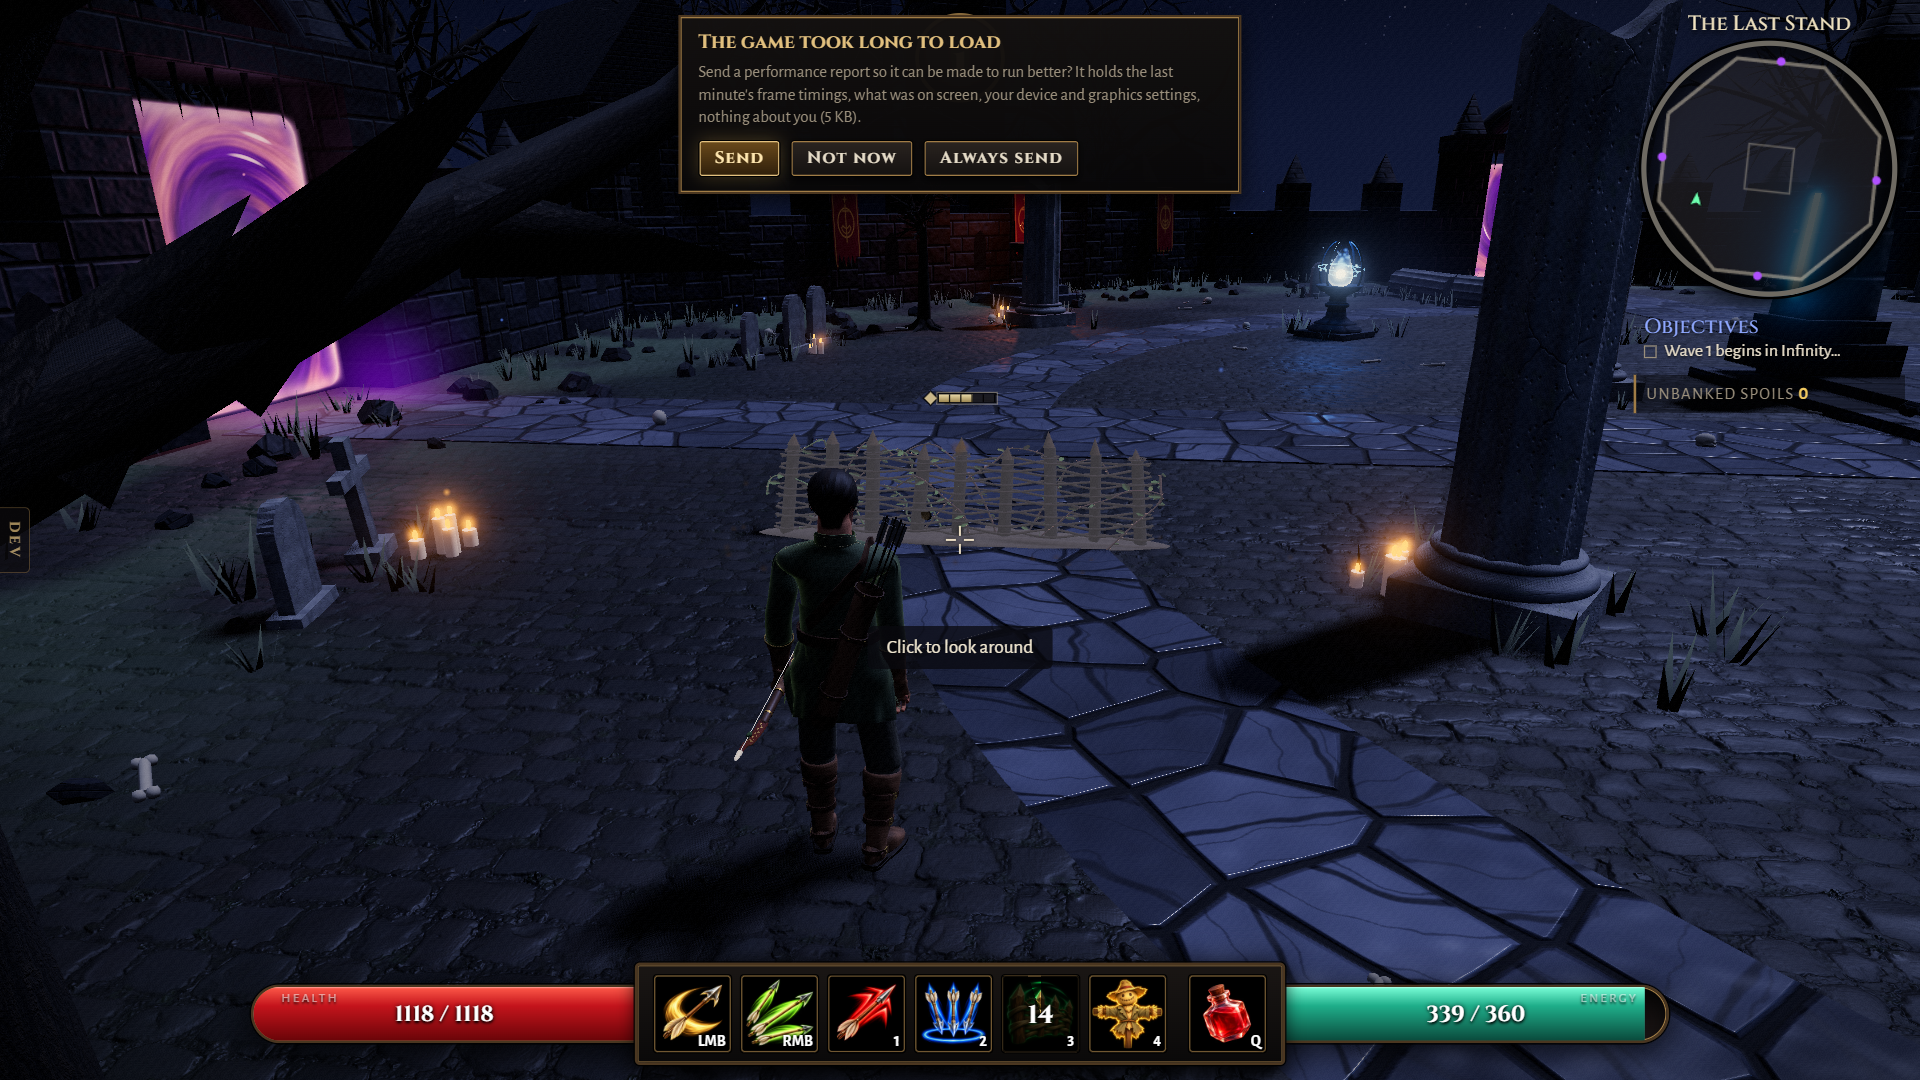 THE GAME TOOK LONG TO LOAD
Send a performance report so it can be made to run better? It holds the last
minute's frame timings, what was on screen, your device and graphics settings,
nothing about you (5 KB).
SEND
NOT NOW
ALWAYS SEND
THE LAST STAND
OBJECTIVES
Wave 1 begins in Infinity...
UNBANKED SPOILS 0
DEV
Click to look around
HEALTH
1118 / 1118
LMB
RMB
1
2
14
3
4
Q
ENERGY
339 / 360